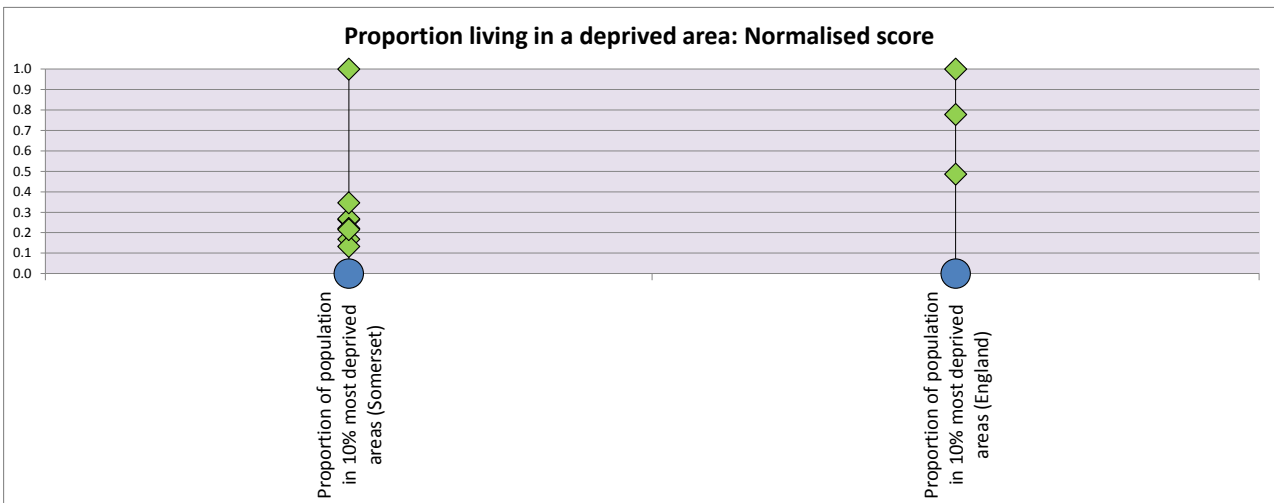 Proportion living in a deprived area: Normalised score
1.0
0.9
0.8
0.7
0.6
0.5
0.4
0.3
0.2
0.1
0.0
Proportion of population
in 10% most deprived
areas (Somerset)
Proportion of population
in 10% most deprived
areas (England)